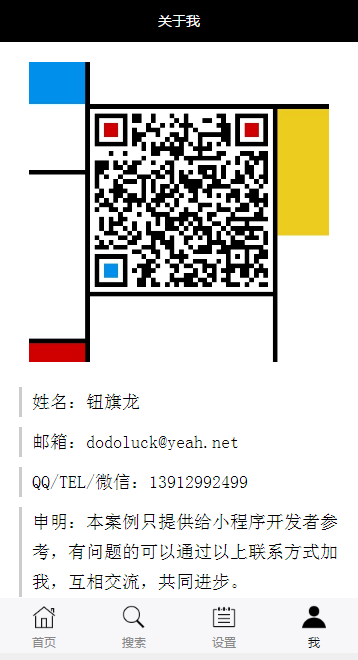 关于我
姓名：钮旗龙
邮箱：dodoluck@yeah.net
QQ/TEL/微信：13912992499
申明：本案例只提供给小程序开发者参
考，有问题的可以通过以上联系方式加
我，互相交流，共同进步。
首页 搜索 设置 我